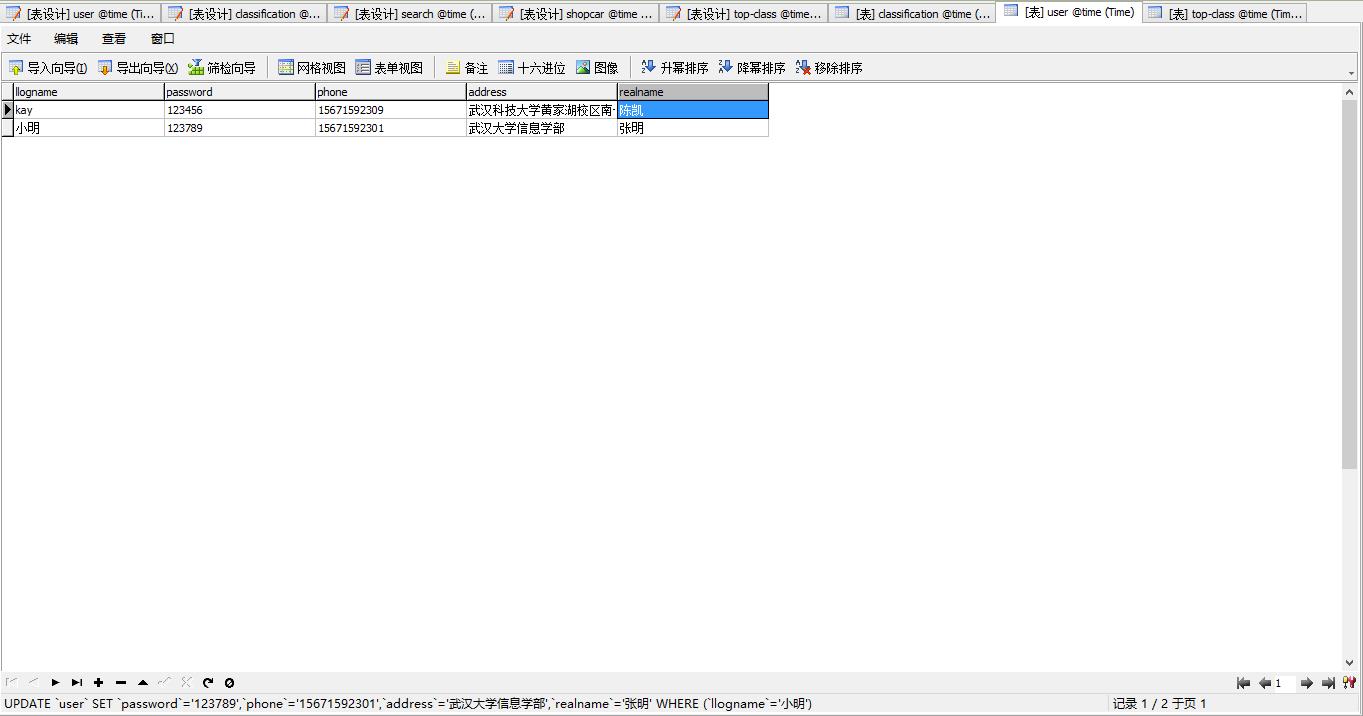 [表设计] user @time (Ti... [表设计] classification @... [表设计] search @time (... [表设计] shopcar @time ... [表设计] top-class @time... [表] classification @time (... [表] user @time (Time) [表] top-class @time (Tim...
文件 编辑 查看 窗口
导入向导(I) 导出向导(X) 筛检向导 网格视图 表单视图 备注 十六进位 图像 升幂排序 降幂排序 移除排序
llogname password phone address realname
kay 123456 15671592309 武汉科技大学黄家湖校区南 陈凯
小明 123789 15671592301 武汉大学信息学部 张明
1
UPDATE `user` SET `password`='123789',`phone`='15671592301',`address`='武汉大学信息学部',`realname`='张明' WHERE (`llogname`='小明') 记录 1 / 2 于页 1